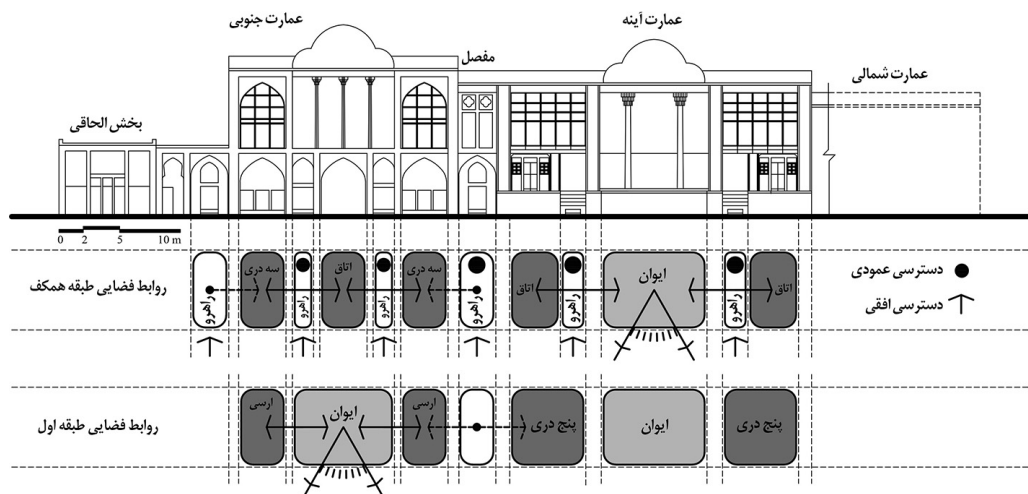 عمارت آینه
عمارت جنوبی
مفصل
عمارت شمالی
بخش الحاقی
0 2 5 10 m
دسترسی عمودی
دسترسی افقی
روابط فضایی طبقه همکف
راهرو
سه دری
راهرو
اتاق
راهرو
سه دری
راهرو
اتاق
راهرو
ایوان
راهرو
اتاق
روابط فضایی طبقه اول
ارسی
ایوان
ارسی
پنج دری
ایوان
پنج دری